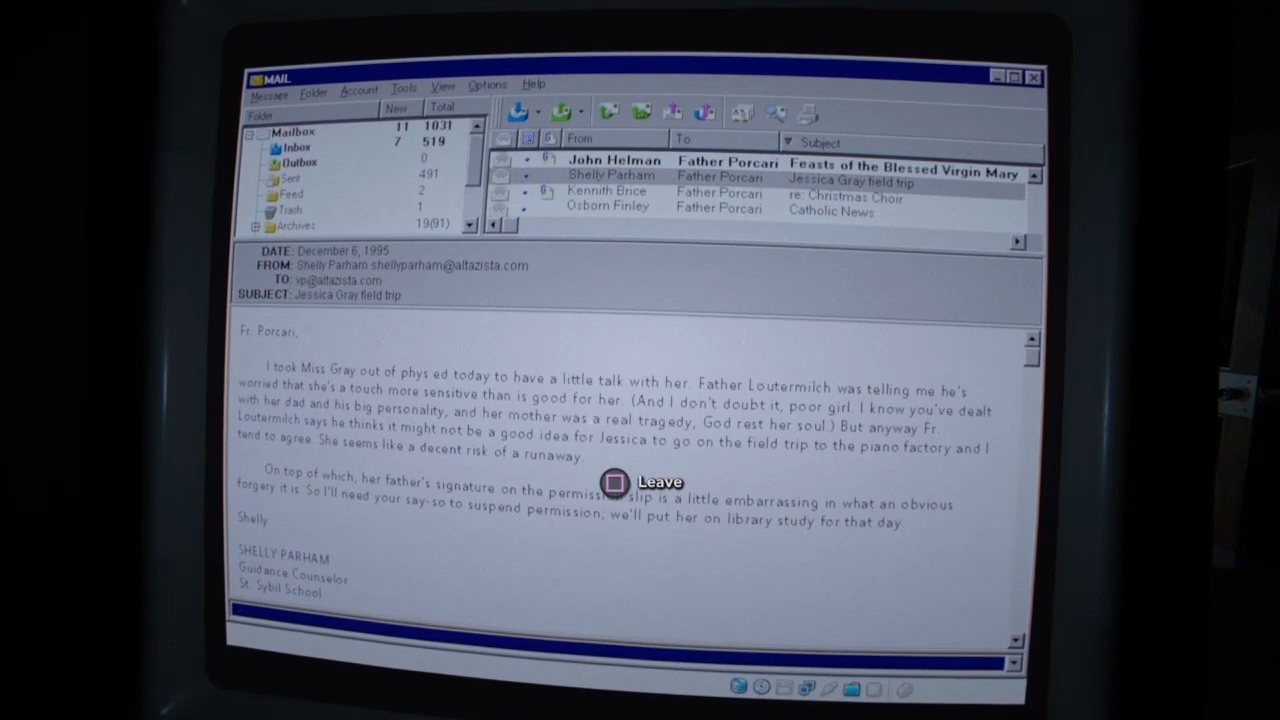 MAIL
Message Folder Account Tools View Options Help
Folder New Total
Mailbox 11 1031
Inbox 7 519
Outbox 0
Sent 491
Feed 2
Trash 1
Archives 19(91)
From To Subject
John Helman Father Porcari Feasts of the Blessed Virgin Mary
Shelly Parham Father Porcari Jessica Gray field trip
Kennith Brice Father Porcari re: Christmas Choir
Osborn Finley Father Porcari Catholic News
DATE: December 6, 1995
FROM: Shelly Parham shellyparham@altazista.com
TO: vp@altazista.com
SUBJECT: Jessica Gray field trip
Fr. Porcari,
I took Miss Gray out of phys ed today to have a little talk with her. Father Loutermilch was telling me he's
worried that she's a touch more sensitive than is good for her. (And I don't doubt it, poor girl. I know you've dealt
with her dad and his big personality, and her mother was a real tragedy, God rest her soul.) But anyway Fr.
Loutermilch says he thinks it might not be a good idea for Jessica to go on the field trip to the piano factory and I
tend to agree. She seems like a decent risk of a runaway.
On top of which, her father's signature on the permission slip is a little embarrassing in what an obvious
forgery it is. So I'll need your say-so to suspend permission; we'll put her on library study for that day.
Leave
Shelly
SHELLY PARHAM
Guidance Counselor
St. Sybil School